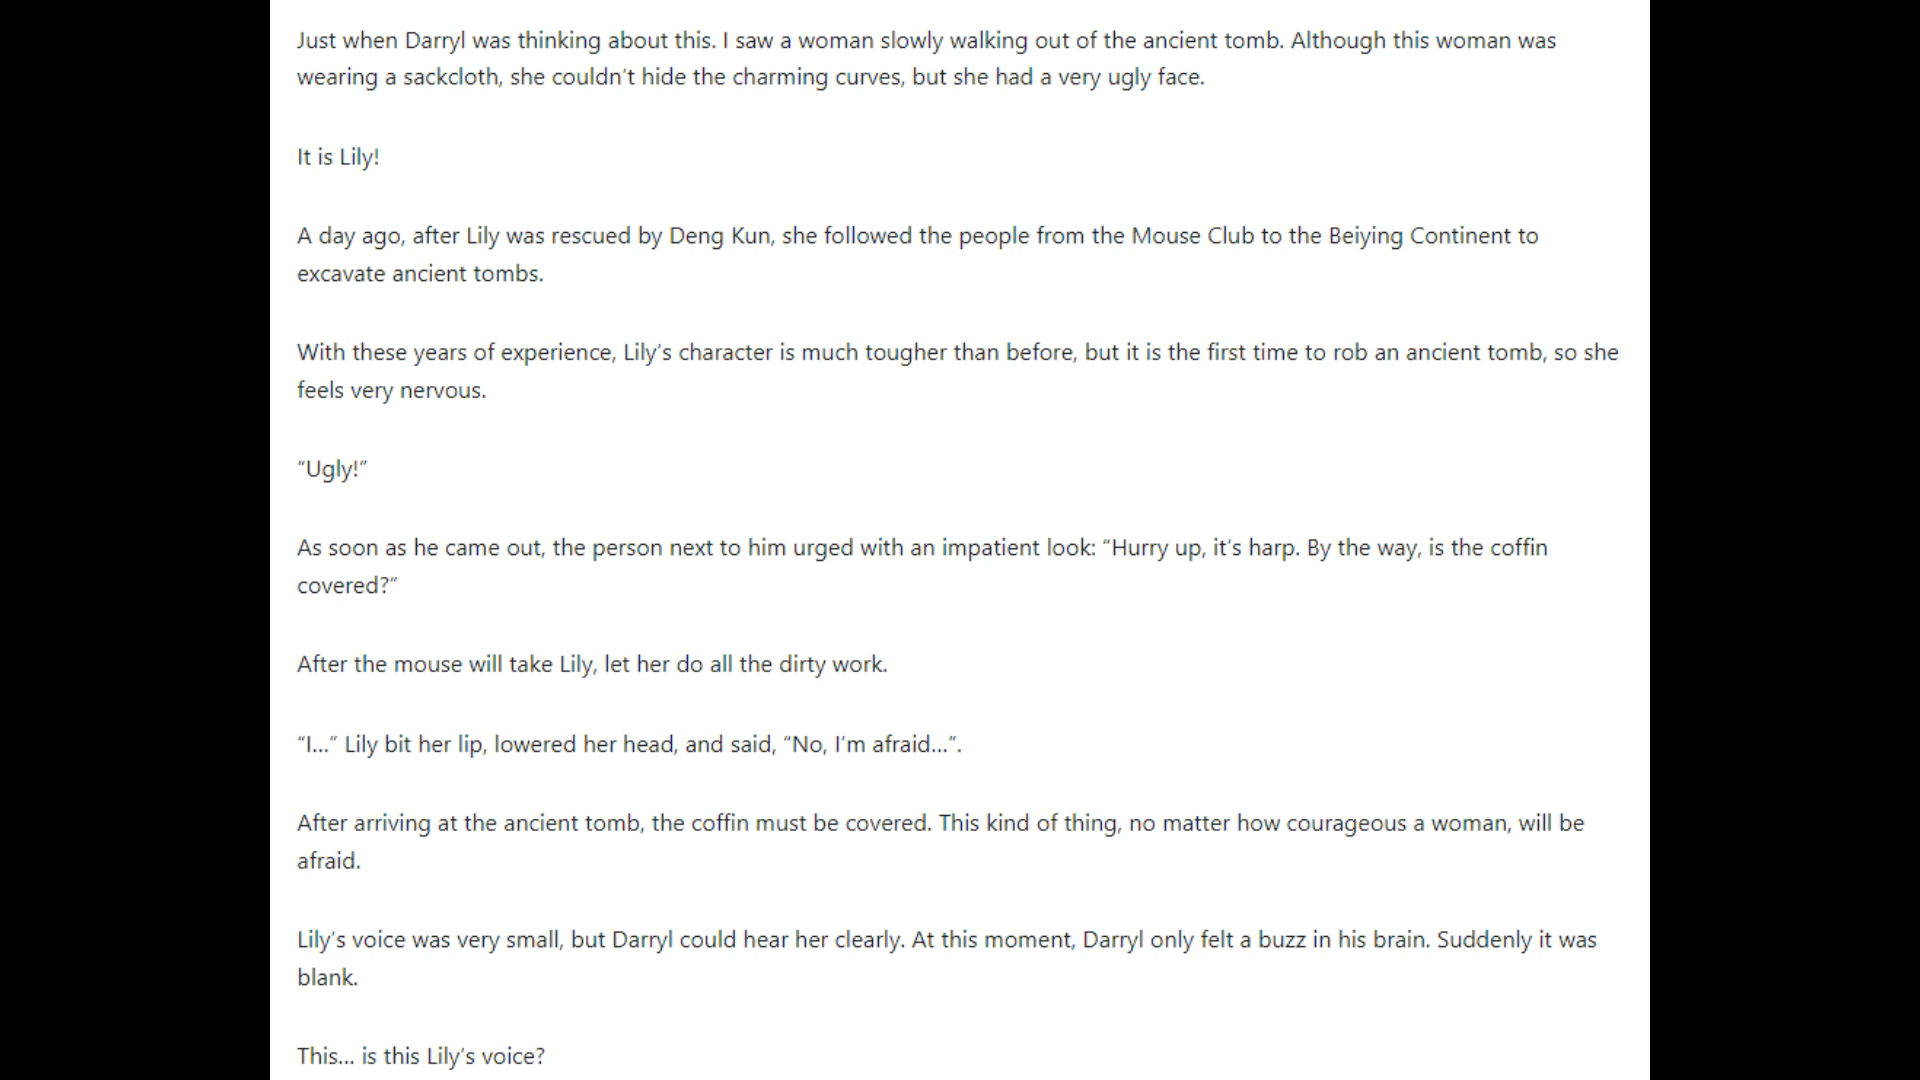 Just when Darryl was thinking about this. I saw a woman slowly walking out of the ancient tomb. Although this woman was
wearing a sackcloth, she couldn’t hide the charming curves, but she had a very ugly face.
It is Lily!
A day ago, after Lily was rescued by Deng Kun, she followed the people from the Mouse Club to the Beiying Continent to
excavate ancient tombs.
With these years of experience, Lily’s character is much tougher than before, but it is the first time to rob an ancient tomb, so she
feels very nervous.
“Ugly!”
As soon as he came out, the person next to him urged with an impatient look: “Hurry up, it’s harp. By the way, is the coffin
covered?”
After the mouse will take Lily, let her do all the dirty work.
“I…” Lily bit her lip, lowered her head, and said, “No, I’m afraid…”.
After arriving at the ancient tomb, the coffin must be covered. This kind of thing, no matter how courageous a woman, will be
afraid.
Lily’s voice was very small, but Darryl could hear her clearly. At this moment, Darryl only felt a buzz in his brain. Suddenly it was
blank.
This… is this Lily’s voice?